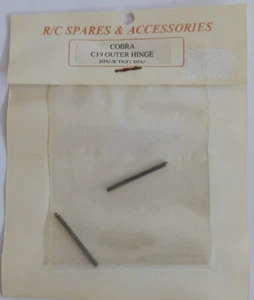 R/C SPARES & ACCESSORIES
COBRA
C19 OUTER HINGE